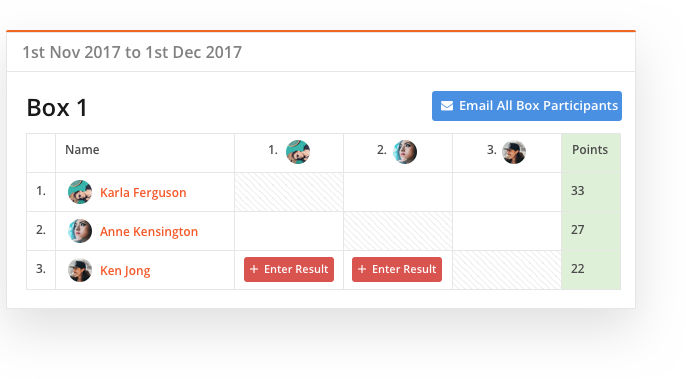 1st Nov 2017 to 1st Dec 2017
Box 1
Email All Box Participants
Name 1. 2. 3. Points
1. Karla Ferguson 33
2. Anne Kensington 27
3. Ken Jong + Enter Result + Enter Result 22